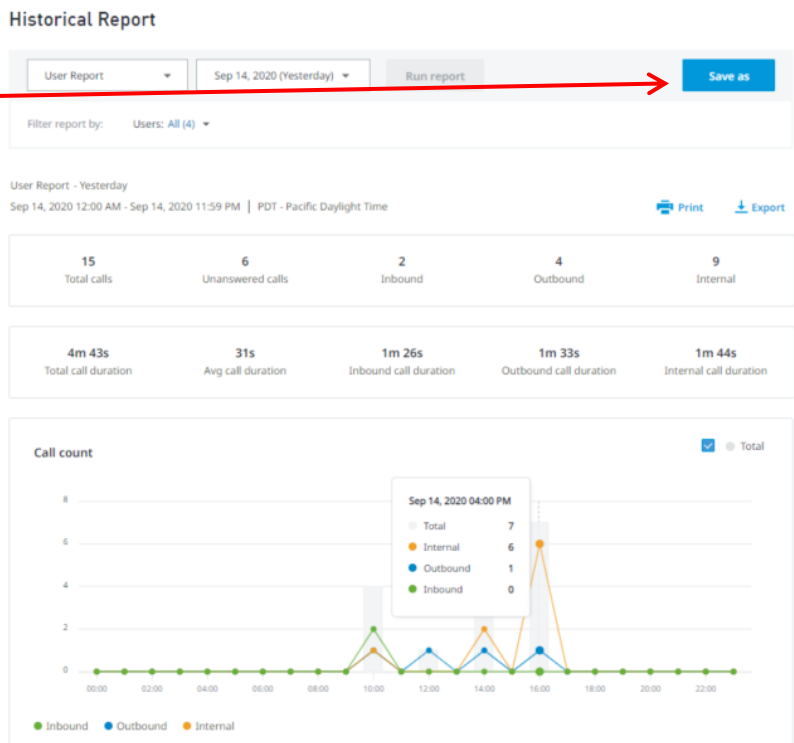 Historical Report
User Report Sep 14, 2020 (Yesterday) Run report Save as
Filter report by: Users: All (4)
User Report - Yesterday
Sep 14, 2020 12:00 AM - Sep 14, 2020 11:59 PM | PDT - Pacific Daylight Time Print Export
15 6 2 4 9
Total calls Unanswered calls Inbound Outbound Internal
4m 43s 31s 1m 26s 1m 33s 1m 44s
Total call duration Avg call duration Inbound call duration Outbound call duration Internal call duration
Call count Total
8
Sep 14, 2020 04:00 PM
Total 7
6
Internal 6
Outbound 1
4
Inbound 0
2
0
00:00 02:00 04:00 06:00 08:00 10:00 12:00 14:00 16:00 18:00 20:00 22:00
Inbound Outbound Internal